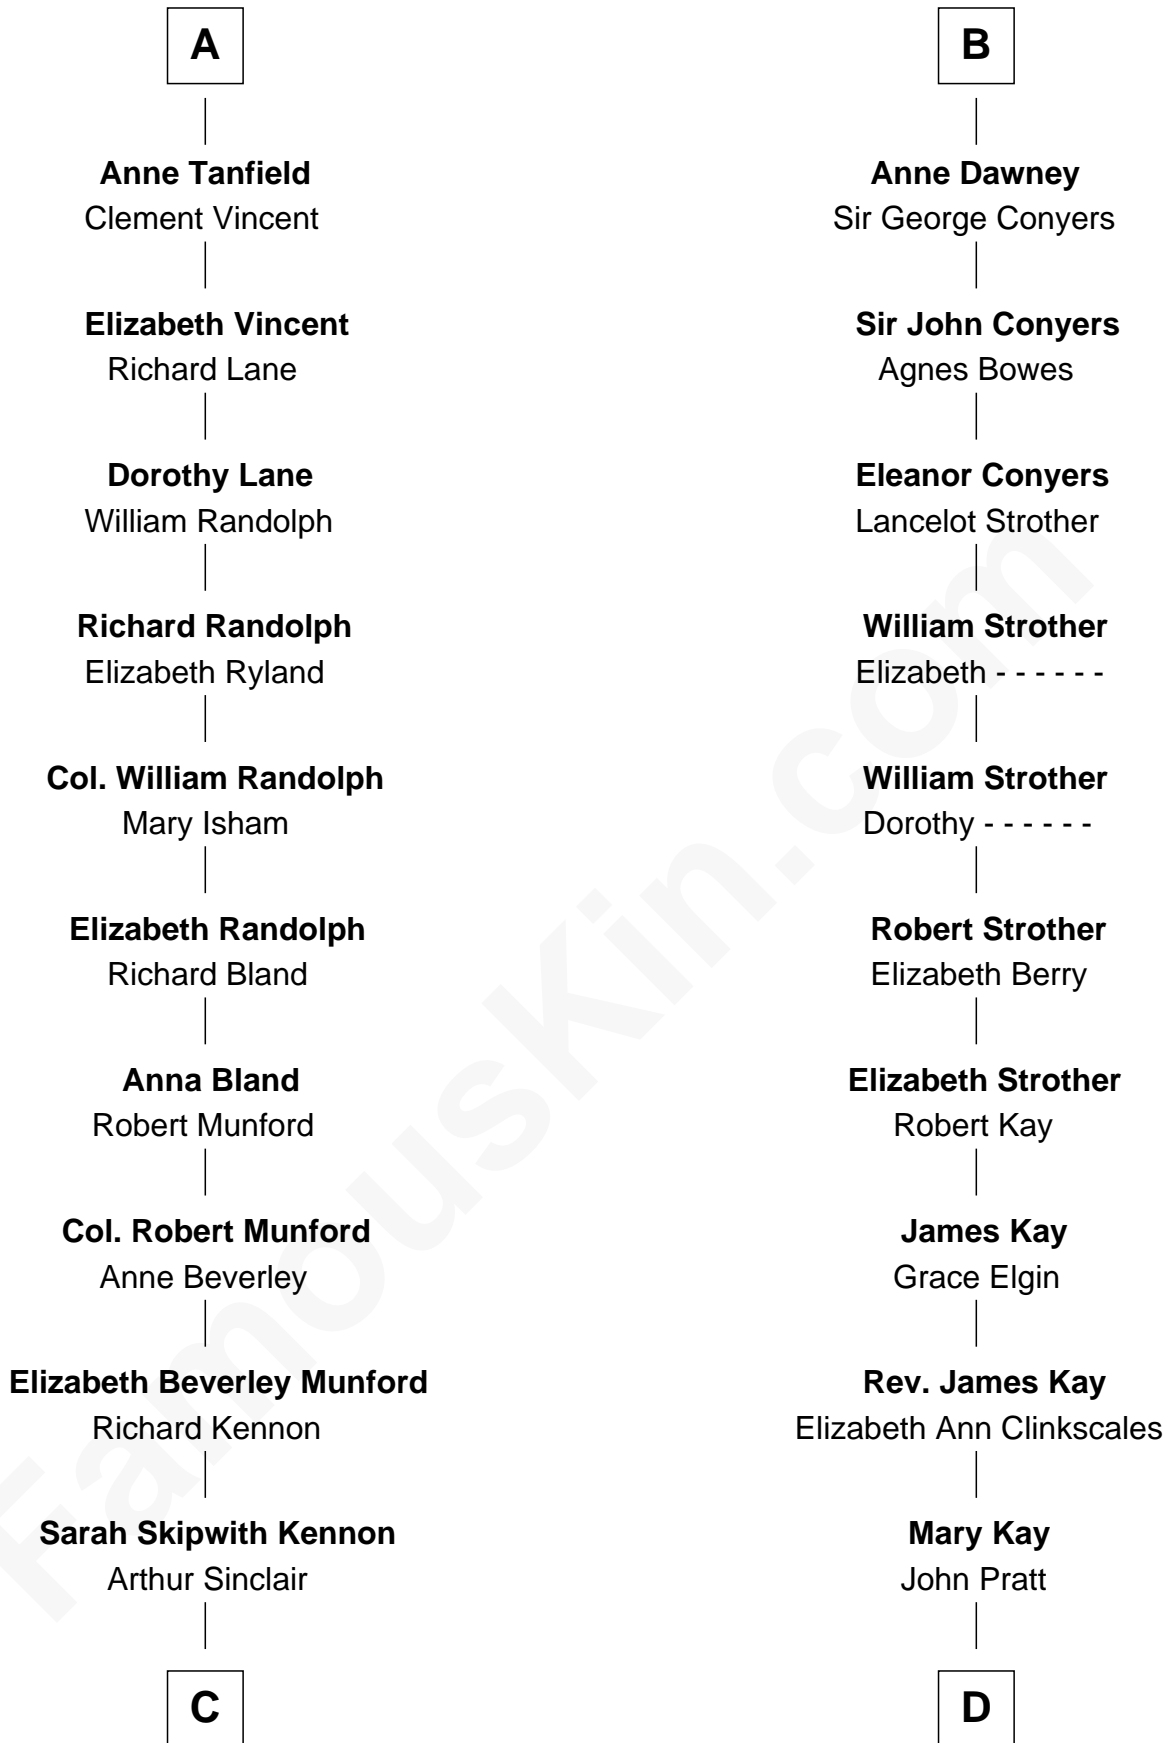 A
Anne Tanfield
Clement Vincent
Elizabeth Vincent
Richard Lane
Dorothy Lane
William Randolph
Richard Randolph
Elizabeth Ryland
Col. William Randolph
Mary Isham
Elizabeth Randolph
Richard Bland
Anna Bland
Robert Munford
Col. Robert Munford
Anne Beverley
Elizabeth Beverley Munford
Richard Kennon
Sarah Skipwith Kennon
Arthur Sinclair
C
B
Anne Dawney
Sir George Conyers
Sir John Conyers
Agnes Bowes
Eleanor Conyers
Lancelot Strother
William Strother
Elizabeth - - - - - -
William Strother
Dorothy - - - - - -
Robert Strother
Elizabeth Berry
Elizabeth Strother
Robert Kay
James Kay
Grace Elgin
Rev. James Kay
Elizabeth Ann Clinkscales
Mary Kay
John Pratt
D
FamousKin.com